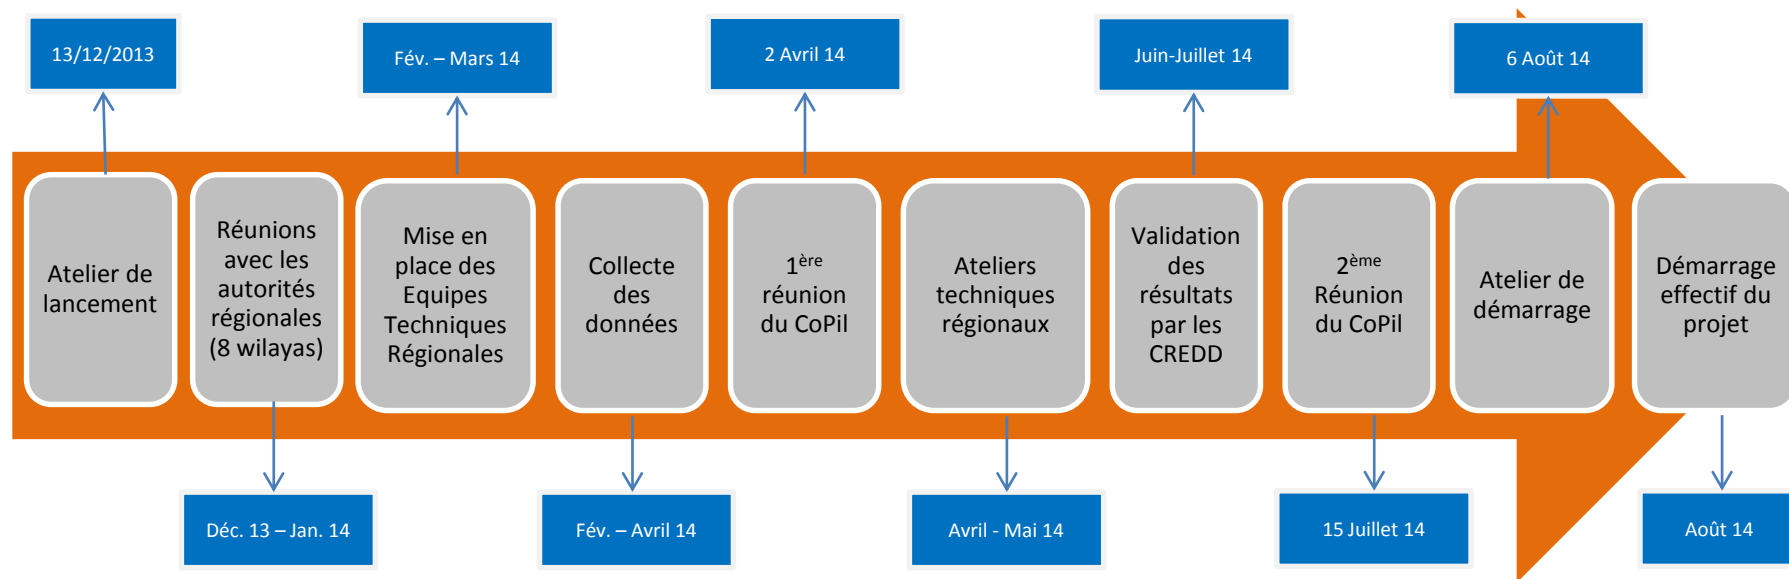 13/12/2013
Fév. – Mars 14
2 Avril 14
Juin-Juillet 14
6 Août 14
Atelier de
lancement
Réunions
avec les
autorités
régionales
(8 wilayas)
Mise en
place des
Equipes
Techniques
Régionales
Collecte
des
données
1ère
réunion
du CoPil
Ateliers
techniques
régionaux
Validation
des
résultats
par les
CREDD
2ème
Réunion
du CoPil
Atelier de
démarrage
Démarrage
effectif du
projet
Déc. 13 – Jan. 14
Fév. – Avril 14
Avril - Mai 14
15 Juillet 14
Août 14